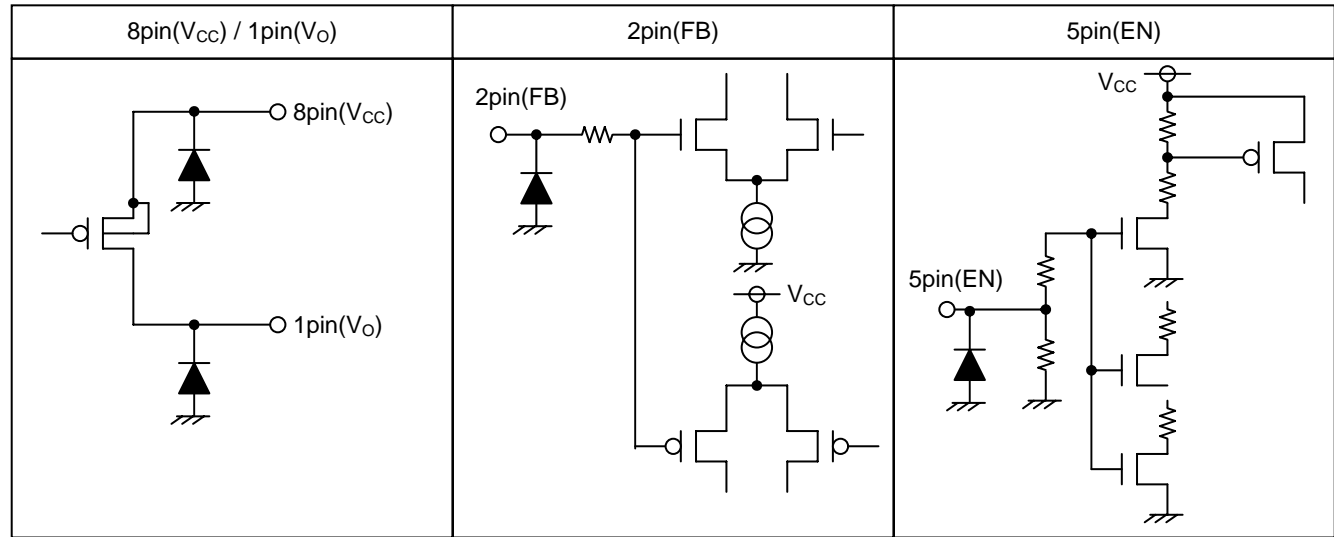 8pin(VCC) / 1pin(VO)
2pin(FB)
5pin(EN)
8pin(VCC)
1pin(VO)
2pin(FB)
VCC
VCC
5pin(EN)